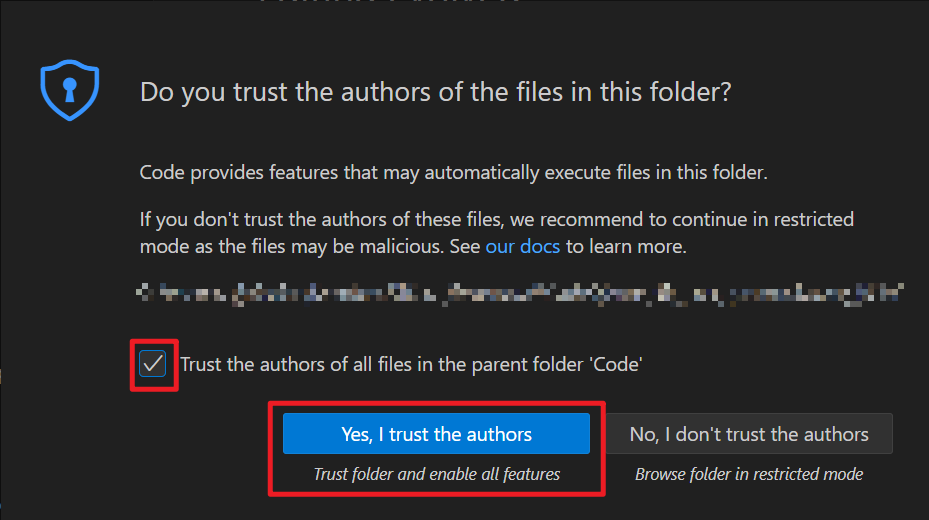 Do you trust the authors of the files in this folder?
Code provides features that may automatically execute files in this folder.
If you don't trust the authors of these files, we recommend to continue in restricted
mode as the files may be malicious. See our docs to learn more.
Trust the authors of all files in the parent folder 'Code'
Yes, I trust the authors
No, I don't trust the authors
Trust folder and enable all features
Browse folder in restricted mode